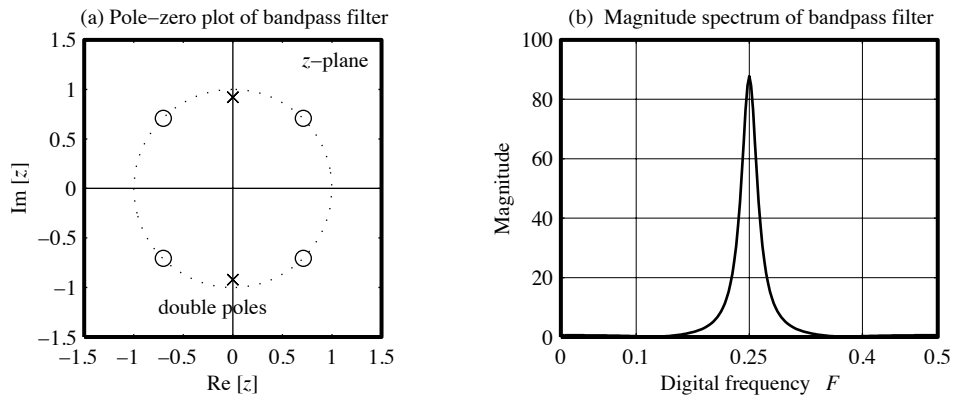 (a) Pole–zero plot of bandpass filter
1.5
1
0.5
0
−0.5
−1
−1.5
Im [z]
z–plane
double poles
−1.5 −1 −0.5 0 0.5 1 1.5
Re [z]
(b) Magnitude spectrum of bandpass filter
100
80
60
40
20
0
Magnitude
0 0.1 0.25 0.4 0.5
Digital frequency F